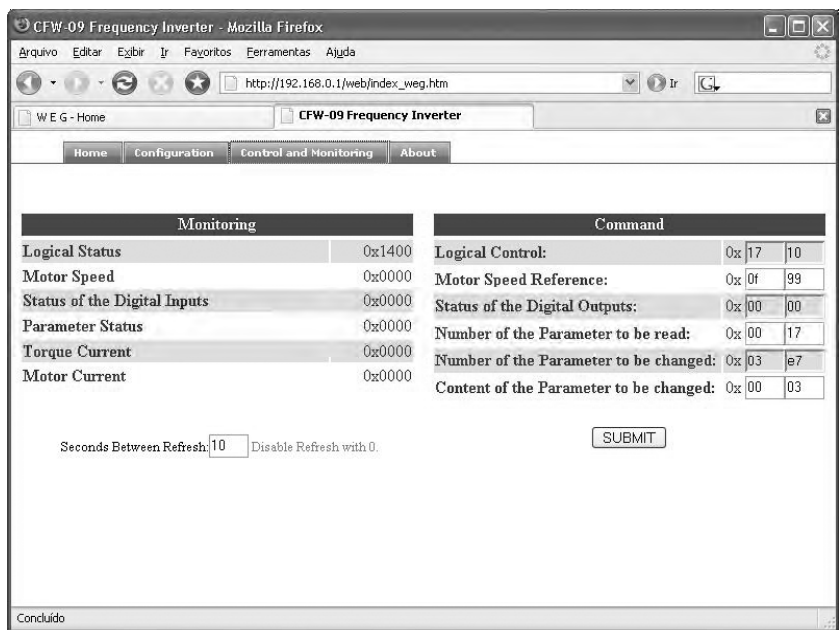 CFW-09 Frequency Inverter - Mozilla Firefox
Arquivo Editar Exibir Ir Favoritos Ferramentas Ajuda
http://192.168.0.1/web/index_weg.htm Ir G
W E G - Home CFW-09 Frequency Inverter
Home Configuration Control and Monitoring About
Monitoring
Logical Status 0x1400
Motor Speed 0x0000
Status of the Digital Inputs 0x0000
Parameter Status 0x0000
Torque Current 0x0000
Motor Current 0x0000
Seconds Between Refresh: 10 Disable Refresh with 0.
Command
Logical Control: 0x 17 10
Motor Speed Reference: 0x 0f 99
Status of the Digital Outputs: 0x 00 00
Number of the Parameter to be read: 0x 00 17
Number of the Parameter to be changed: 0x 03 e7
Content of the Parameter to be changed: 0x 00 03
SUBMIT
Concluído